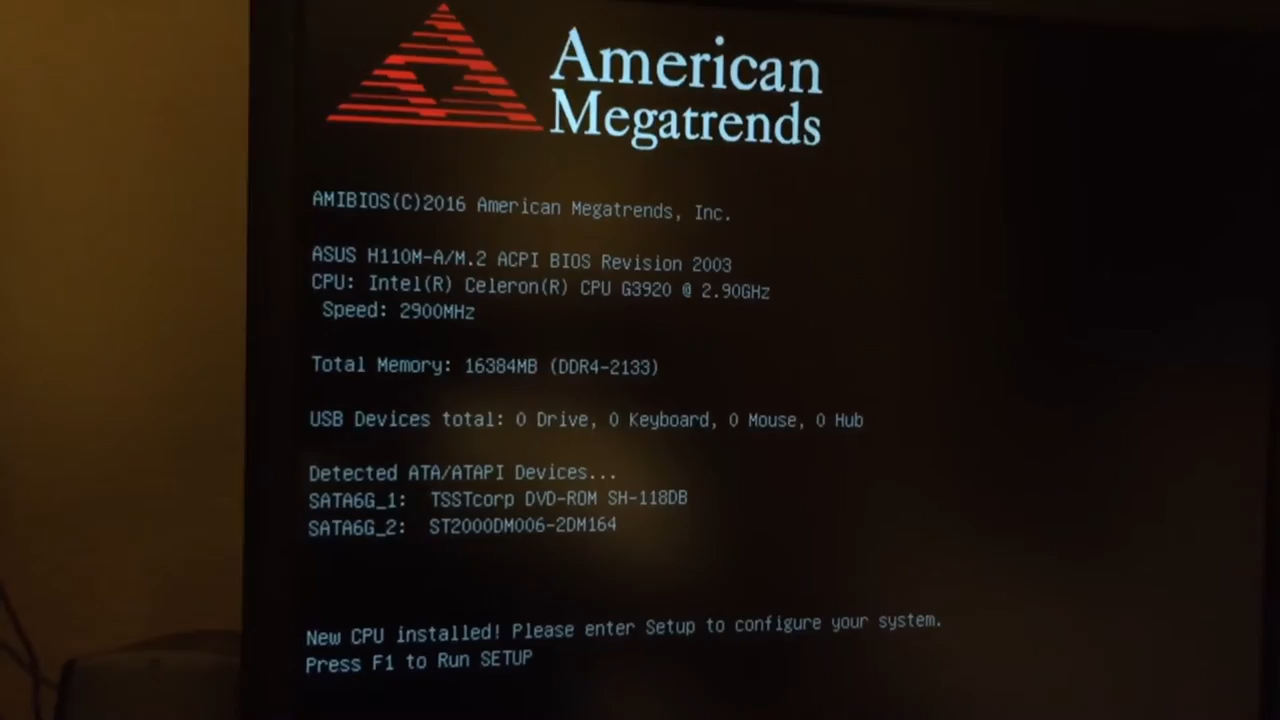 American
Megatrends
AMIBIOS(C)2016 American Megatrends, Inc.
ASUS H110M-A/M.2 ACPI BIOS Revision 2003
CPU: Intel(R) Celeron(R) CPU G3920 @ 2.90GHz
Speed: 2900MHz
Total Memory: 16384MB (DDR4-2133)
USB Devices total: 0 Drive, 0 Keyboard, 0 Mouse, 0 Hub
Detected ATA/ATAPI Devices...
SATA6G_1: TSSTcorp DVD-ROM SH-118DB
SATA6G_2: ST2000DM006-2DM164
New CPU installed! Please enter Setup to configure your system.
Press F1 to Run SETUP